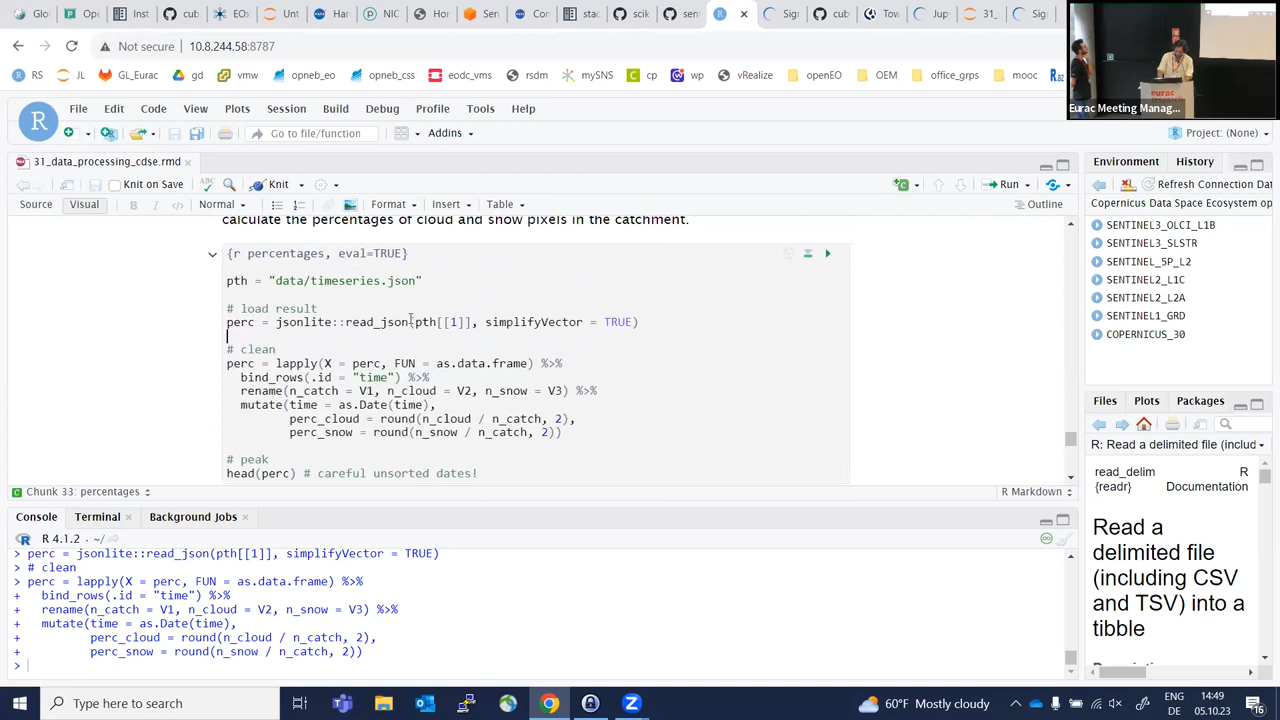 NIC
stac
scik
Tow
Sig
Not secure
10.8.244.58:8787
RS
JL
GL_Eurac
gd
vmw
opneb_eo
opneb_css
eodc_vms
rsdm
mySNS
cp
wp
vRealize
openEO
OEM
office_grps
mooc
Eurac Meeting Manag...
File Edit Code View Plots Session Build Debug Profile Tools Help
Go to file/function
Addins
Project: (None)
31_data_processing_cdse.rmd
Knit on Save
Knit
Run
Source Visual
B I
Normal
Format
Insert
Table
Outline
calculate the percentages of cloud and snow pixels in the catchment.
{r percentages, eval=TRUE}
pth = "data/timeseries.json"
# load result
perc = jsonlite::read_json(pth[[1]], simplifyVector = TRUE)
# clean
perc = lapply(X = perc, FUN = as.data.frame) %>%
bind_rows(.id = "time") %>%
rename(n_catch = V1, n_cloud = V2, n_snow = V3) %>%
mutate(time = as.Date(time),
perc_cloud = round(n_cloud / n_catch, 2),
perc_snow = round(n_snow / n_catch, 2))
# peak
head(perc) # careful unsorted dates!
Chunk 33: percentages
R Markdown
Console Terminal Background Jobs
R 4.1.2 · ~/
> perc = jsonlite::read_json(pth[[1]], simplifyVector = TRUE)
> # clean
> perc = lapply(X = perc, FUN = as.data.frame) %>%
+ bind_rows(.id = "time") %>%
+ rename(n_catch = V1, n_cloud = V2, n_snow = V3) %>%
+ mutate(time = as.Date(time),
+ perc_cloud = round(n_cloud / n_catch, 2),
+ perc_snow = round(n_snow / n_catch, 2))
>
Environment History
Refresh Connection Dat
Copernicus Data Space Ecosystem op
SENTINEL3_OLCI_L1B
SENTINEL3_SLSTR
SENTINEL_5P_L2
SENTINEL2_L1C
SENTINEL2_L2A
SENTINEL1_GRD
COPERNICUS_30
Files Plots Packages
R: Read a delimited file (includ
read_delim
{readr}
R
Documentation
Read a
delimited file
(including CSV
and TSV) into a
tibble
Type here to search
60°F Mostly cloudy
ENG
DE
14:49
05.10.23
16